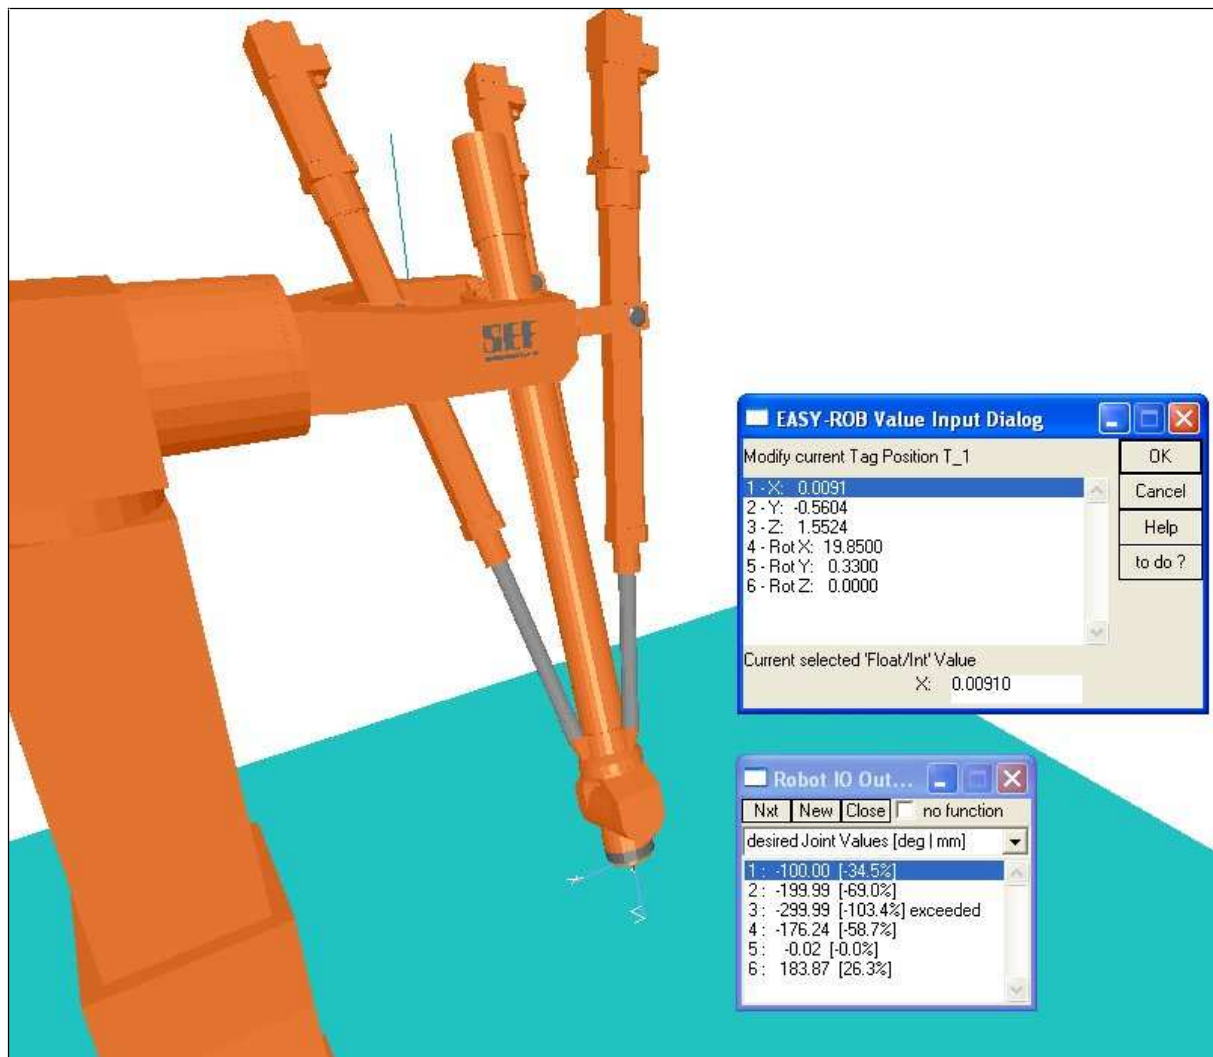 SEF
EASY-ROB Value Input Dialog
Modify current Tag Position T_1
OK
1 - X: 0.0091
Cancel
2 - Y: -0.5604
3 - Z: 1.5524
Help
4 - Rot X: 19.8500
5 - Rot Y: 0.3300
to do ?
6 - Rot Z: 0.0000
Current selected 'Float/Int' Value
X: 0.00910
Robot IO Out...
Nxt New Close no function
desired Joint Values [deg | mm]
1 : -100.00 [-34.5%]
2 : -199.99 [-69.0%]
3 : -299.99 [-103.4%] exceeded
4 : -176.24 [-58.7%]
5 : -0.02 [-0.0%]
6 : 183.87 [26.3%]